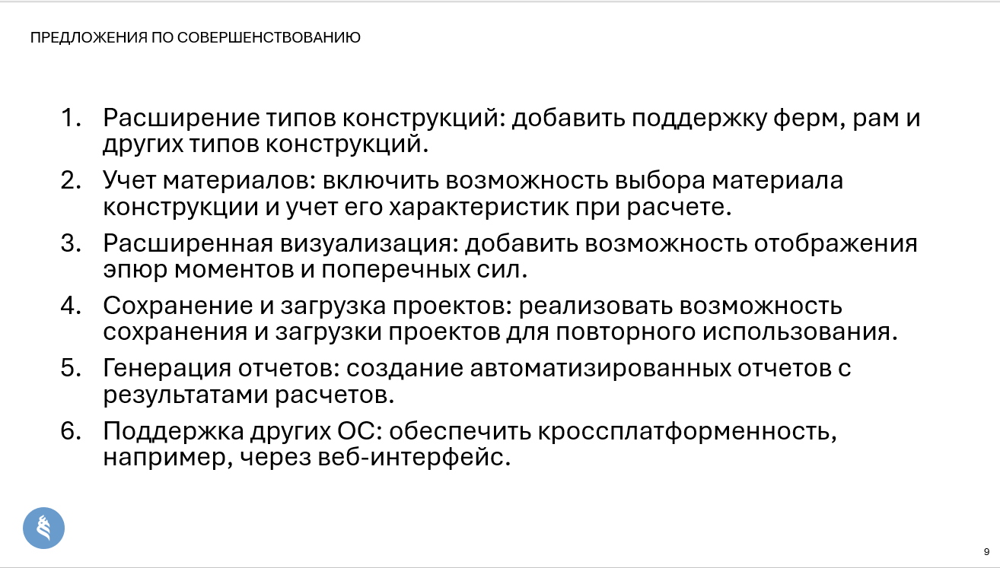 ПРЕДЛОЖЕНИЯ ПО СОВЕРШЕНСТВОВАНИЮ
1. Расширение типов конструкций: добавить поддержку ферм, рам и
других типов конструкций.
2. Учет материалов: включить возможность выбора материала
конструкции и учет его характеристик при расчете.
3. Расширенная визуализация: добавить возможность отображения
эпюр моментов и поперечных сил.
4. Сохранение и загрузка проектов: реализовать возможность
сохранения и загрузки проектов для повторного использования.
5. Генерация отчетов: создание автоматизированных отчетов с
результатами расчетов.
6. Поддержка других ОС: обеспечить кроссплатформенность,
например, через веб-интерфейс.
9